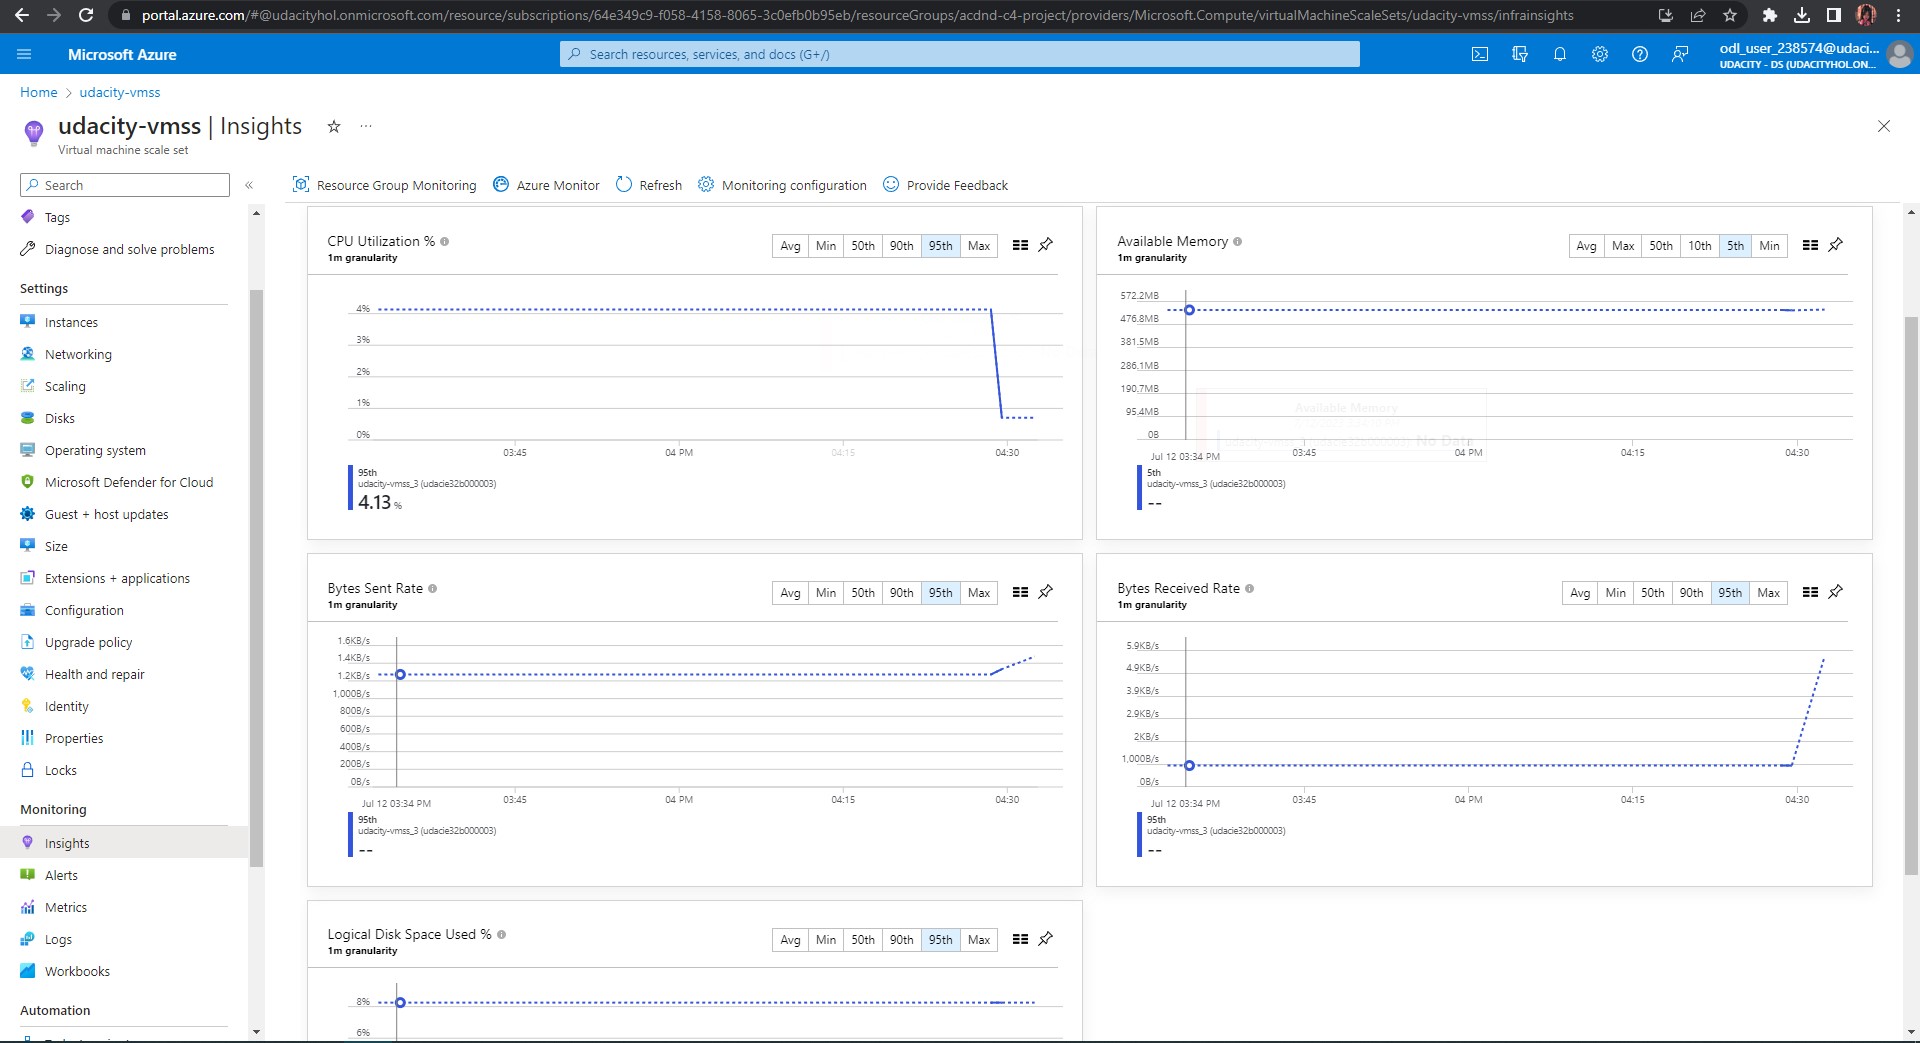 portal.azure.com/#@udacityhol.onmicrosoft.com/resource/subscriptions/64e349c9-f058-4158-8065-3c0efb0b95eb/resourceGroups/acdnd-c4-project/providers/Microsoft.Compute/virtualMachineScaleSets/udacity-vmss/infrainsights
Microsoft Azure
Search resources, services, and docs (G+/)
odl_user_238574@udaci...
UDACITY - DS (UDACITYHOL.ON...
Home > udacity-vmss
udacity-vmss | Insights
Virtual machine scale set
Search
Resource Group Monitoring
Azure Monitor
Refresh
Monitoring configuration
Provide Feedback
Tags
Diagnose and solve problems
Settings
Instances
Networking
Scaling
Disks
Operating system
Microsoft Defender for Cloud
Guest + host updates
Size
Extensions + applications
Configuration
Upgrade policy
Health and repair
Identity
Properties
Locks
Monitoring
Insights
Alerts
Metrics
Logs
Workbooks
Automation
CPU Utilization %
1m granularity
Avg Min 50th 90th 95th Max
4%
3%
2%
1%
0%
03:45 04 PM 04:15 04:30
95th
udacity-vmss_3 (udacie32b000003)
4.13 %
Available Memory
1m granularity
Avg Max 50th 10th 5th Min
572.2MB
476.8MB
381.5MB
286.1MB
190.7MB
95.4MB
0B
Available Memory
No Data
Jul 12 03:34 PM 03:45 04 PM 04:15 04:30
5th
udacity-vmss_3 (udacie32b000003)
--
Bytes Sent Rate
1m granularity
Avg Min 50th 90th 95th Max
1.6KB/s
1.4KB/s
1.2KB/s
1,000B/s
800B/s
600B/s
400B/s
200B/s
0B/s
Jul 12 03:34 PM 03:45 04 PM 04:15 04:30
95th
udacity-vmss_3 (udacie32b000003)
--
Bytes Received Rate
1m granularity
Avg Min 50th 90th 95th Max
5.9KB/s
4.9KB/s
3.9KB/s
2.9KB/s
2KB/s
1,000B/s
0B/s
Jul 12 03:34 PM 03:45 04 PM 04:15 04:30
95th
udacity-vmss_3 (udacie32b000003)
--
Logical Disk Space Used %
1m granularity
Avg Min 50th 90th 95th Max
8%
6%